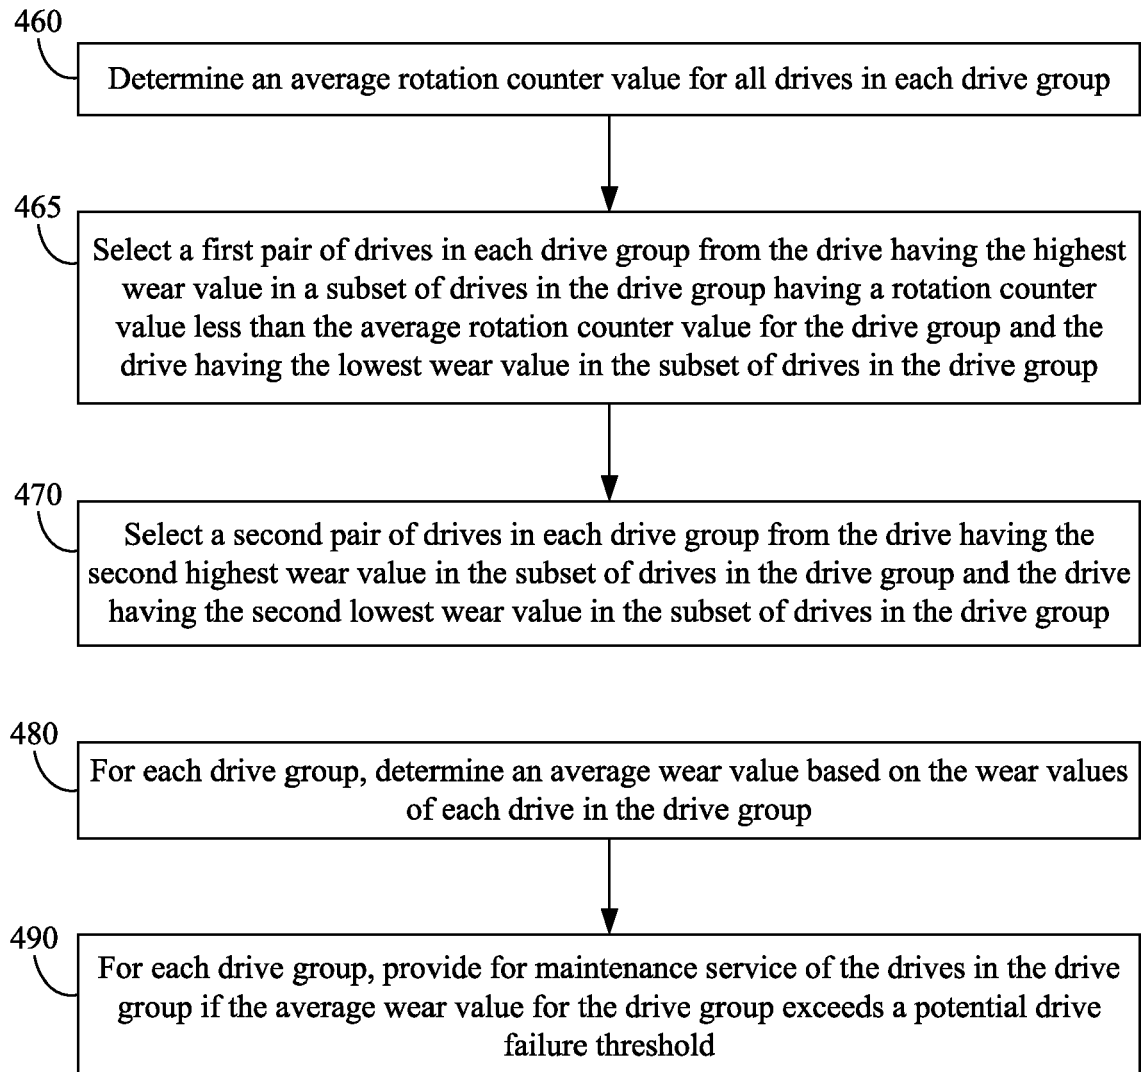 460
Determine an average rotation counter value for all drives in each drive group
465
Select a first pair of drives in each drive group from the drive having the highest
wear value in a subset of drives in the drive group having a rotation counter
value less than the average rotation counter value for the drive group and the
drive having the lowest wear value in the subset of drives in the drive group
470
Select a second pair of drives in each drive group from the drive having the
second highest wear value in the subset of drives in the drive group and the drive
having the second lowest wear value in the subset of drives in the drive group
480
For each drive group, determine an average wear value based on the wear values
of each drive in the drive group
490
For each drive group, provide for maintenance service of the drives in the drive
group if the average wear value for the drive group exceeds a potential drive
failure threshold